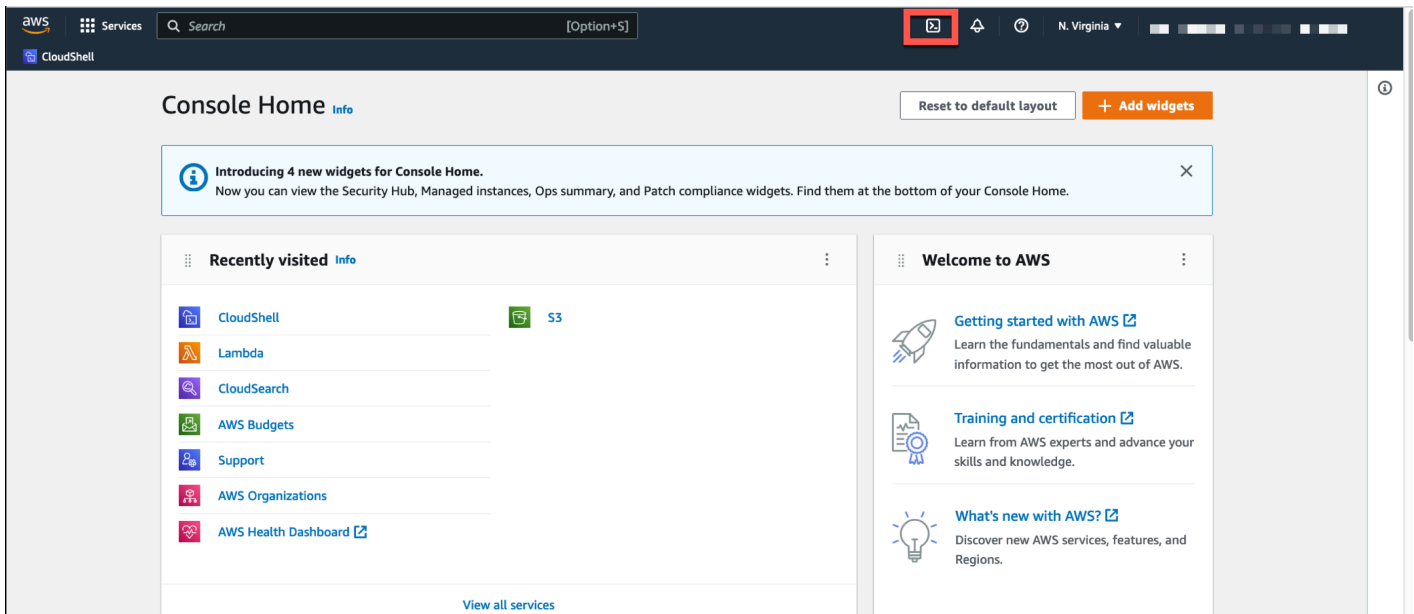 aws
Services
Search
[Option+S]
N. Virginia
CloudShell
Console Home Info
Reset to default layout
Add widgets
Introducing 4 new widgets for Console Home.
Now you can view the Security Hub, Managed instances, Ops summary, and Patch compliance widgets. Find them at the bottom of your Console Home.
Recently visited Info
CloudShell
Lambda
CloudSearch
AWS Budgets
Support
AWS Organizations
AWS Health Dashboard
S3
View all services
Welcome to AWS
Getting started with AWS
Learn the fundamentals and find valuable
information to get the most out of AWS.
Training and certification
Learn from AWS experts and advance your
skills and knowledge.
What's new with AWS?
Discover new AWS services, features, and
Regions.